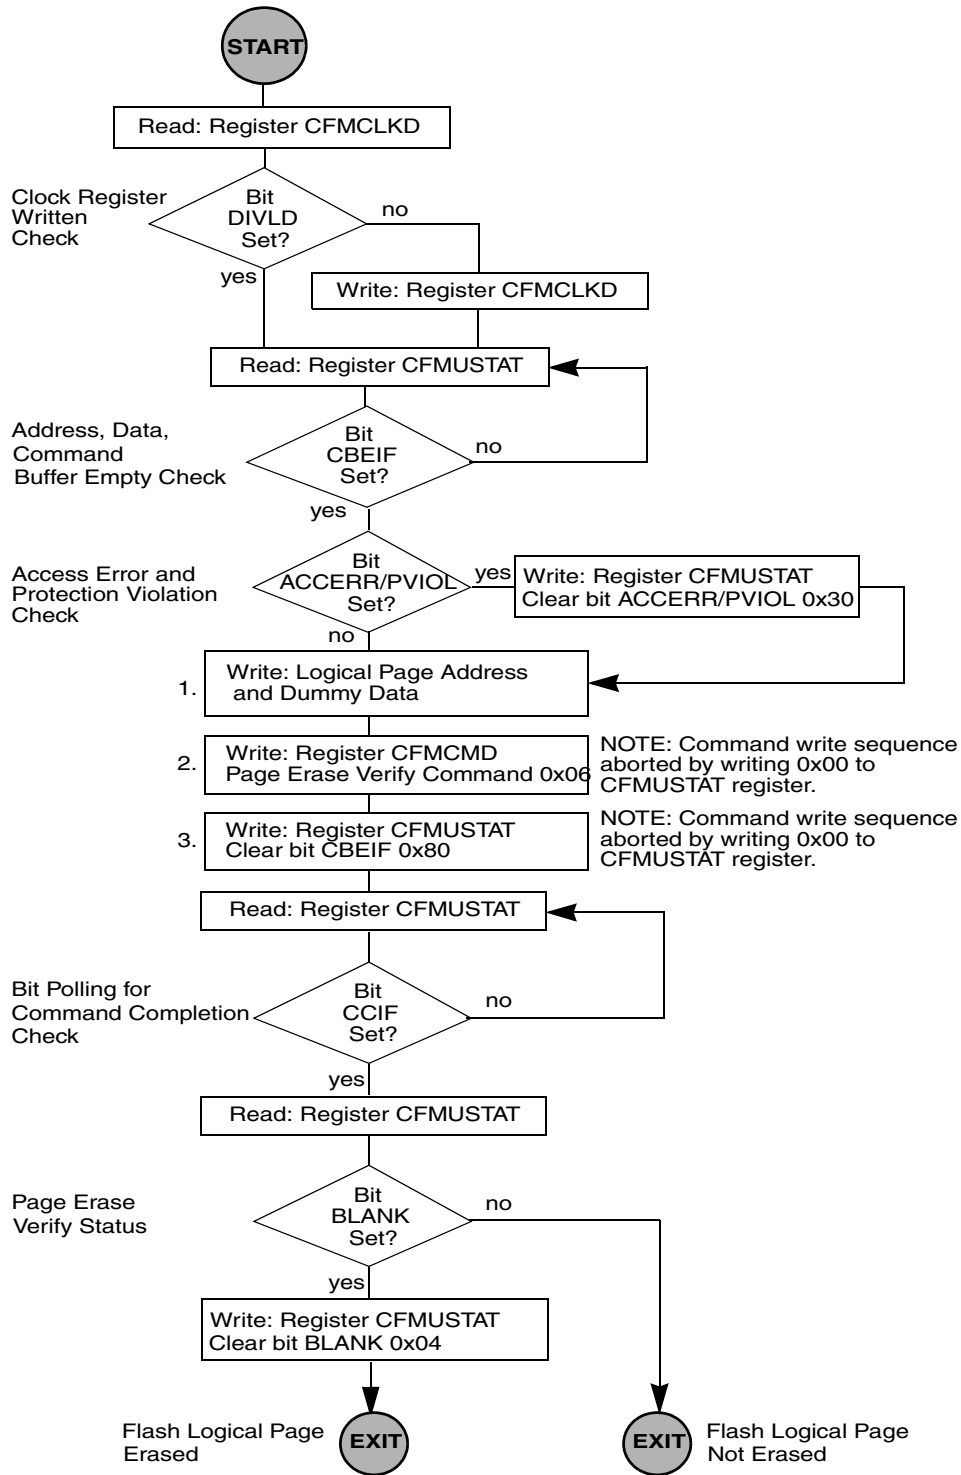 START
Read: Register CFMCLKD
Clock Register
Written
Check
Bit
DIVLD
Set?
no
yes
Write: Register CFMCLKD
Read: Register CFMUSTAT
Address, Data,
Command
Buffer Empty Check
Bit
CBEIF
Set?
no
yes
Access Error and
Protection Violation
Check
Bit
ACCERR/PVIOL
Set?
yes
Write: Register CFMUSTAT
Clear bit ACCERR/PVIOL 0x30
no
1.
Write: Logical Page Address
and Dummy Data
2.
Write: Register CFMCMD
Page Erase Verify Command 0x06
NOTE: Command write sequence
aborted by writing 0x00 to
CFMUSTAT register.
3.
Write: Register CFMUSTAT
Clear bit CBEIF 0x80
NOTE: Command write sequence
aborted by writing 0x00 to
CFMUSTAT register.
Read: Register CFMUSTAT
Bit Polling for
Command Completion
Check
Bit
CCIF
Set?
no
yes
Read: Register CFMUSTAT
Page Erase
Verify Status
Bit
BLANK
Set?
no
yes
Write: Register CFMUSTAT
Clear bit BLANK 0x04
Flash Logical Page
Erased
EXIT
EXIT
Flash Logical Page
Not Erased